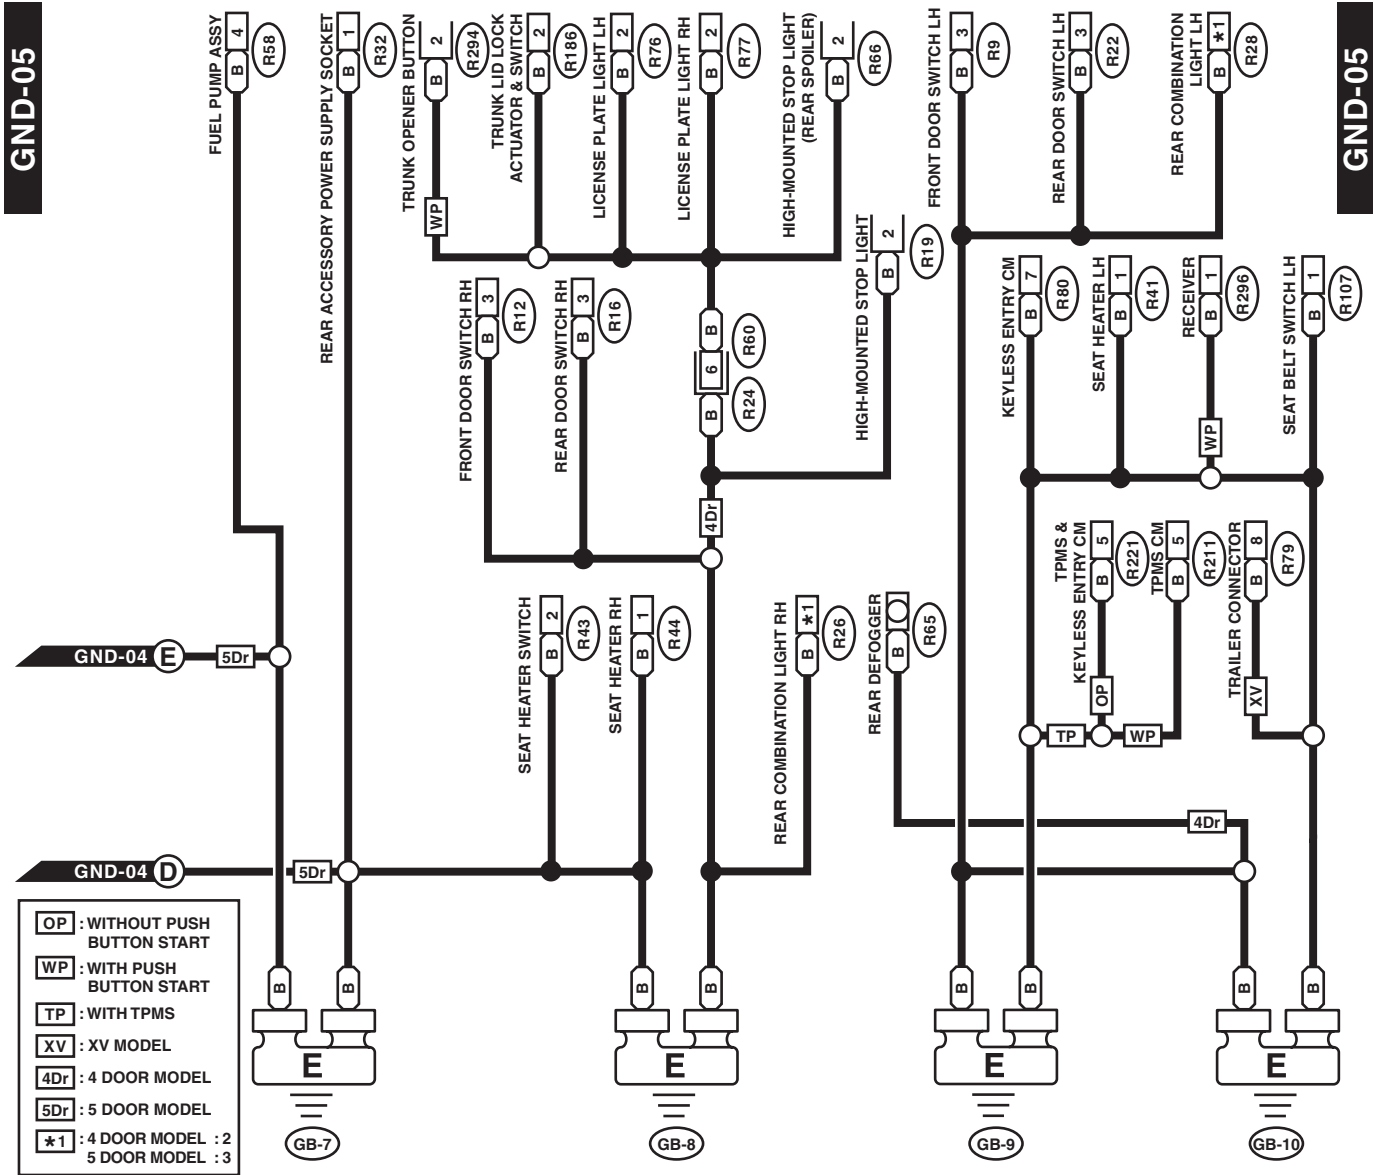 GND-05
GND-05
FUEL PUMP ASSY
4
B
R58
REAR ACCESSORY POWER SUPPLY SOCKET
1
B
R32
TRUNK OPENER BUTTON
2
B
R294
WP
TRUNK LID LOCK
ACTUATOR & SWITCH
2
B
R186
LICENSE PLATE LIGHT LH
2
B
R76
LICENSE PLATE LIGHT RH
2
B
R77
HIGH-MOUNTED STOP LIGHT
(REAR SPOILER)
2
B
R66
FRONT DOOR SWITCH LH
3
B
R9
REAR DOOR SWITCH LH
3
B
R22
REAR COMBINATION
LIGHT LH
*1
B
R28
FRONT DOOR SWITCH RH
3
B
R12
REAR DOOR SWITCH RH
3
B
R16
B
R60
6
B
R24
4Dr
HIGH-MOUNTED STOP LIGHT
2
B
R19
KEYLESS ENTRY CM
7
B
R80
SEAT HEATER LH
1
B
R41
RECEIVER
1
B
R296
WP
SEAT BELT SWITCH LH
1
B
R107
TPMS &
KEYLESS ENTRY CM
5
B
R221
OP
TPMS CM
5
B
R211
TRAILER CONNECTOR
8
B
R79
XV
TP
WP
GND-04 E
5Dr
SEAT HEATER SWITCH
2
B
R43
SEAT HEATER RH
1
B
R44
REAR COMBINATION LIGHT RH
*1
B
R26
REAR DEFOGGER
B
R65
4Dr
GND-04 D
5Dr
OP : WITHOUT PUSH
BUTTON START
WP : WITH PUSH
BUTTON START
TP : WITH TPMS
XV : XV MODEL
4Dr : 4 DOOR MODEL
5Dr : 5 DOOR MODEL
*1 : 4 DOOR MODEL : 2
5 DOOR MODEL : 3
B
B
E
GB-7
B
B
E
GB-8
B
B
E
GB-9
B
B
E
GB-10